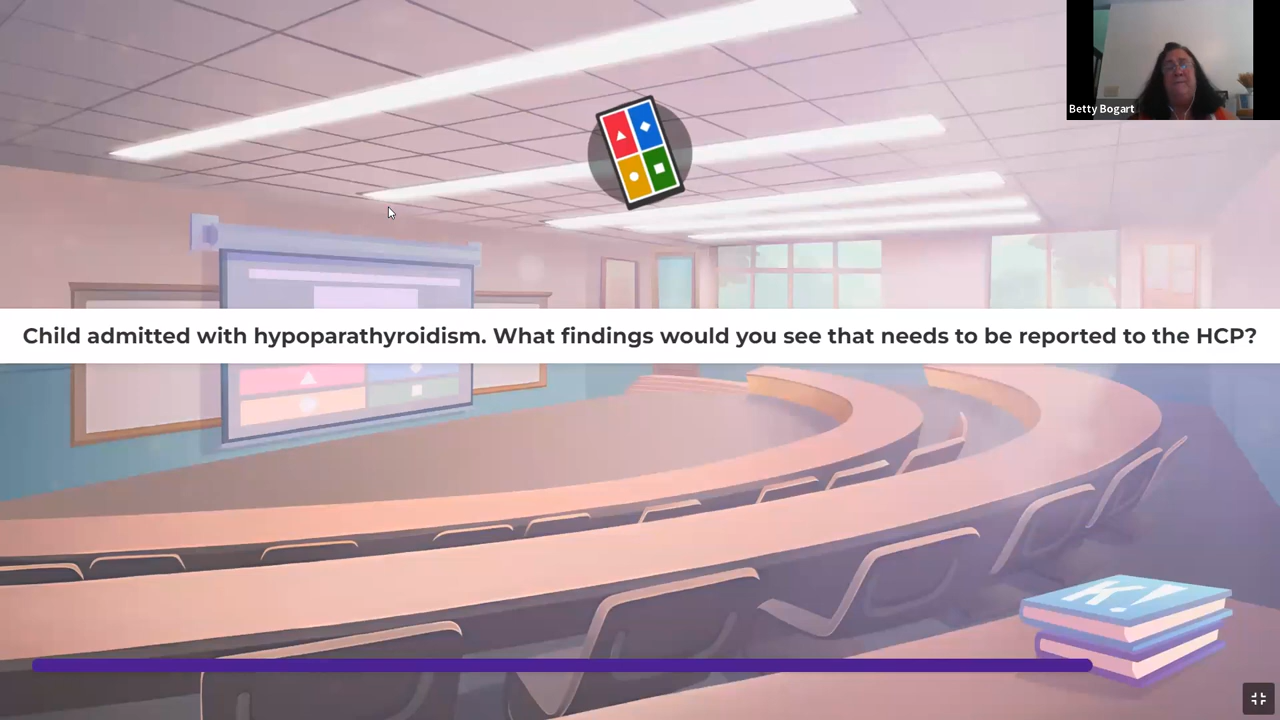 Betty Bogart
Child admitted with hypoparathyroidism. What findings would you see that needs to be reported to the HCP?
K!